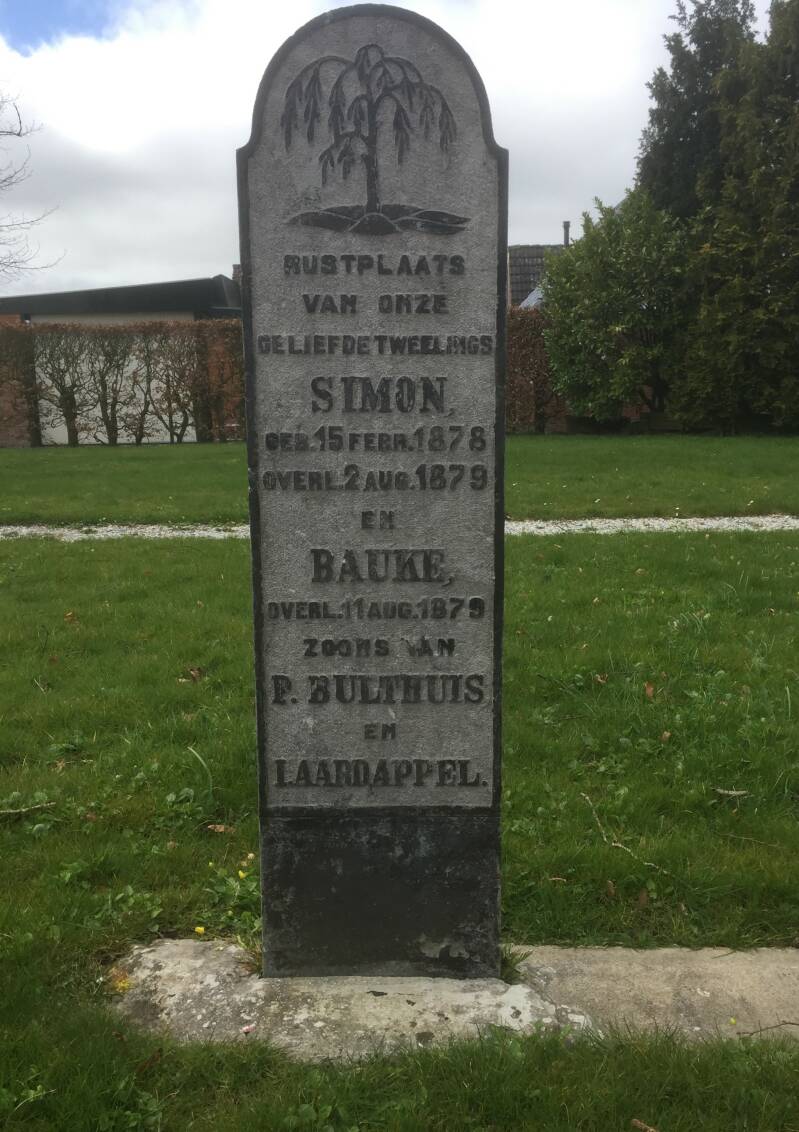 RUSTPLAATS
VAN ONZE
GELIEFDE TWEELINGS
SIMON,
GEB. 15 FEBR. 1878
OVERL. 2 AUG. 1879
EN
BAUKE,
OVERL. 11 AUG. 1879
ZOONS VAN
P. BULTHUIS
EN
I. AARDAPPEL.